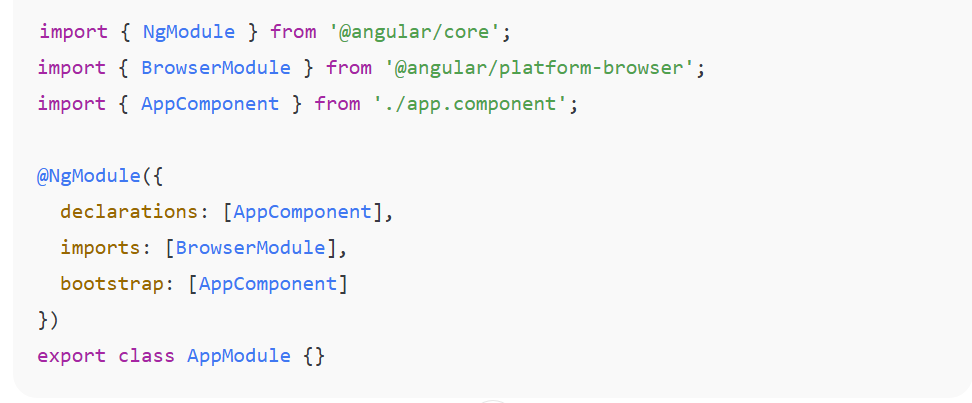 import { NgModule } from '@angular/core';
import { BrowserModule } from '@angular/platform-browser';
import { AppComponent } from './app.component';

@NgModule({
  declarations: [AppComponent],
  imports: [BrowserModule],
  bootstrap: [AppComponent]
})
export class AppModule {}